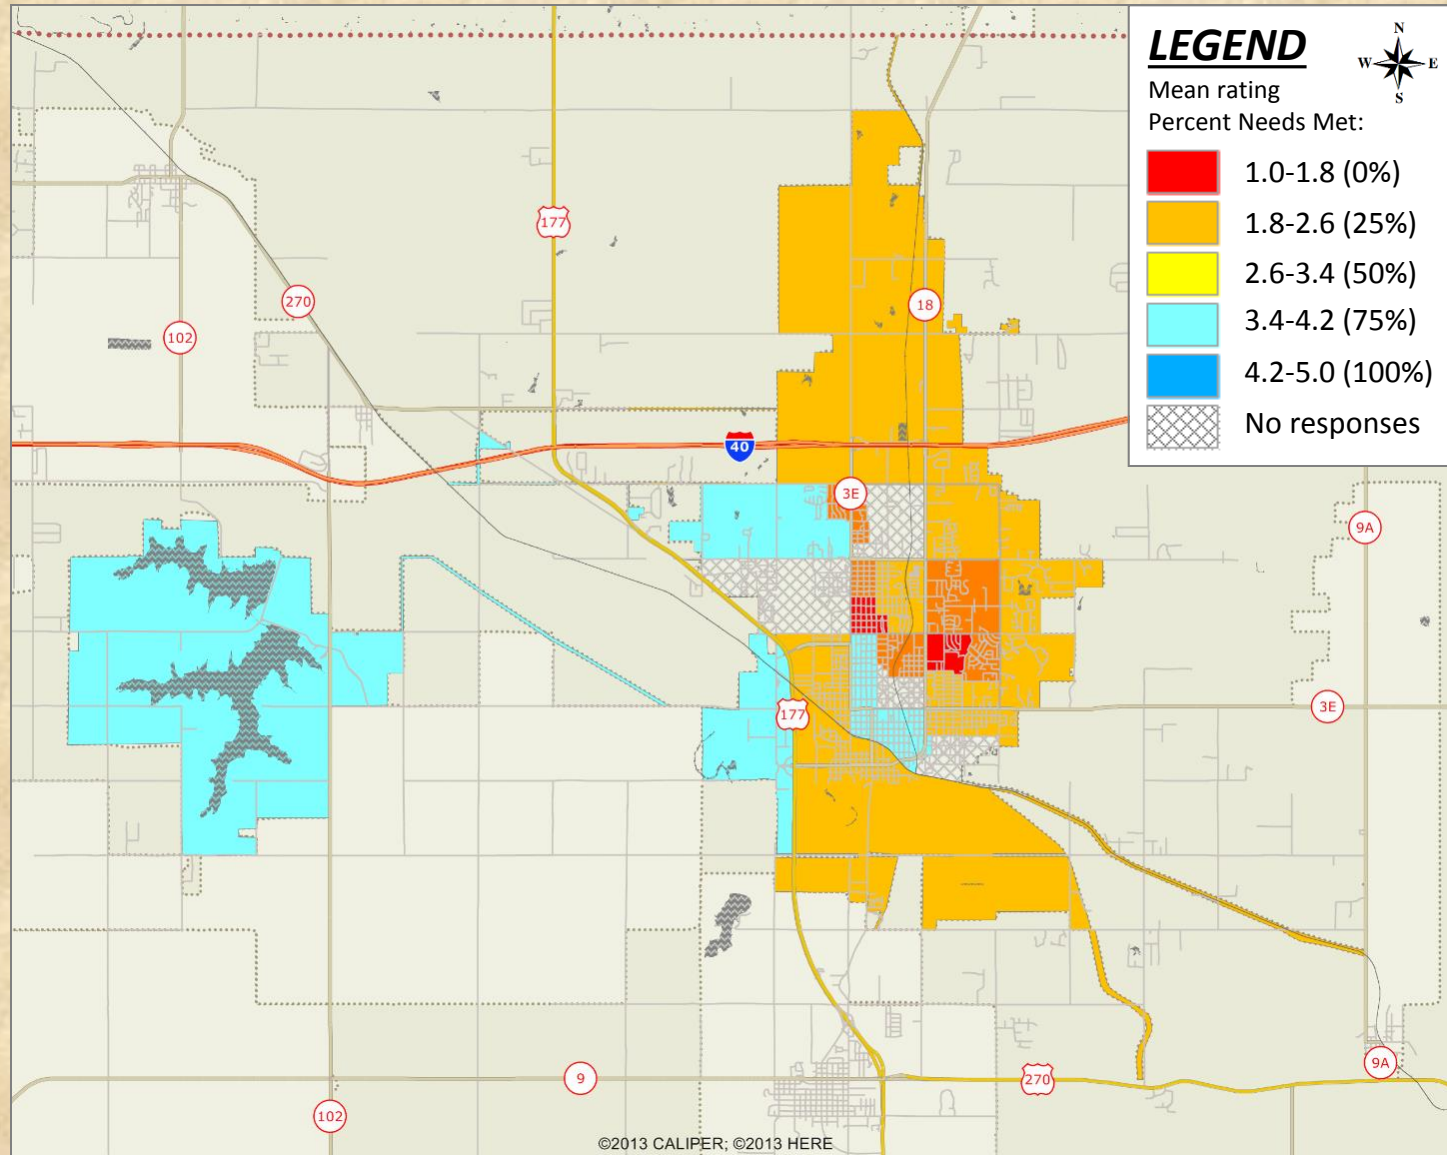 LEGEND
N
W E
S
Mean rating
Percent Needs Met:
1.0-1.8 (0%)
1.8-2.6 (25%)
2.6-3.4 (50%)
3.4-4.2 (75%)
4.2-5.0 (100%)
No responses
177
270
18
102
40
3E
9A
3E
177
9
270
9A
102
©2013 CALIPER; ©2013 HERE